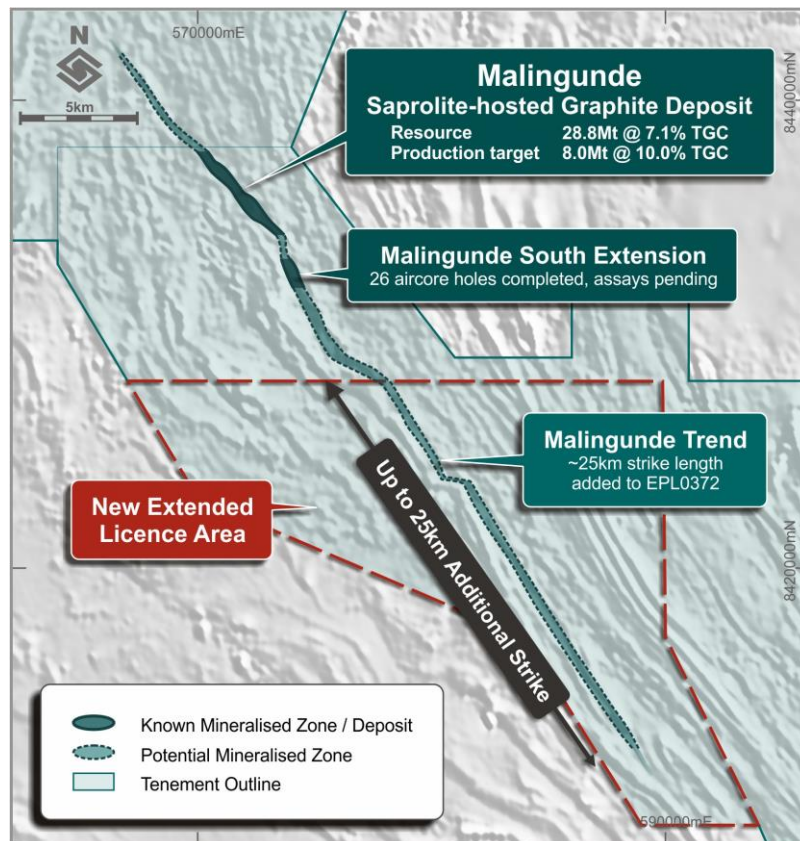 570000mE
N
5km
8440000mN
Malingunde
Saprolite-hosted Graphite Deposit
Resource 28.8Mt @ 7.1% TGC
Production target 8.0Mt @ 10.0% TGC
Malingunde South Extension
26 aircore holes completed, assays pending
Malingunde Trend
~25km strike length
added to EPL0372
New Extended
Licence Area
Up to 25km Additional Strike
8420000mN
Known Mineralised Zone / Deposit
Potential Mineralised Zone
Tenement Outline
590000mE